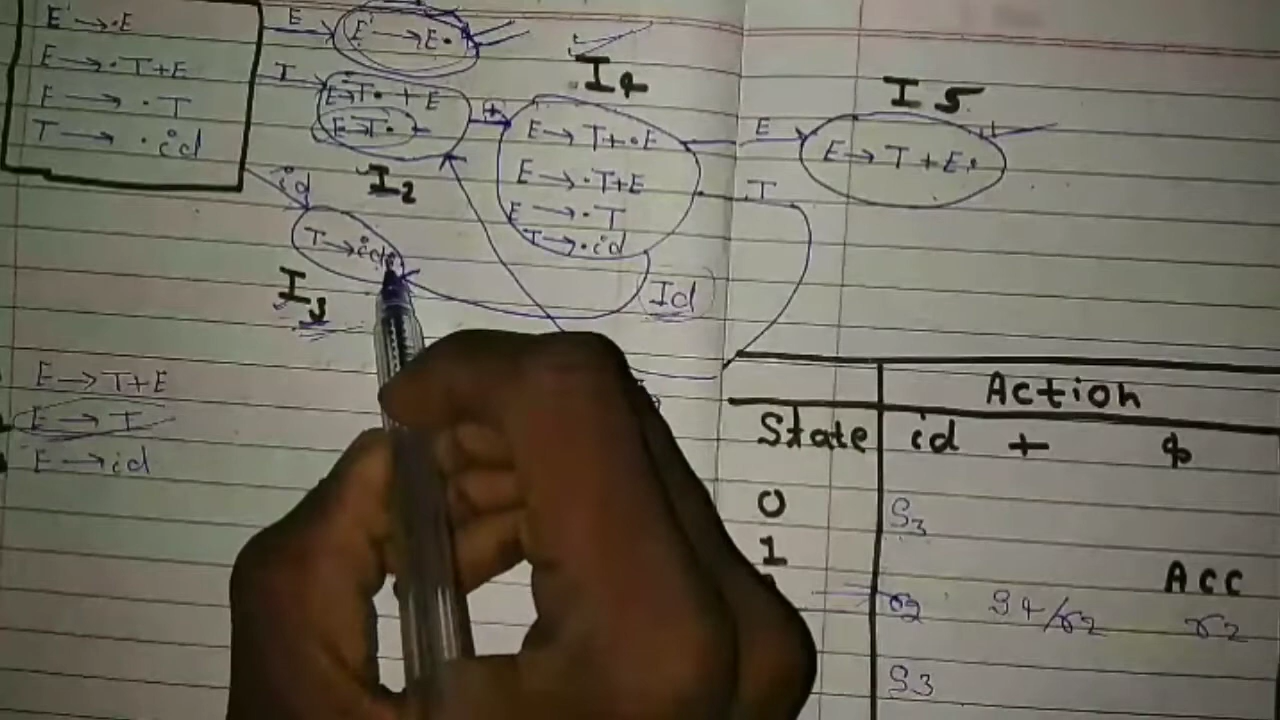 E' → .E
E → .T+E
E → .T
T → .id
E
E' → E.
T
E → T. + E
E → T.
I2
+
I4
E → T+.E
E → .T+E
E → .T
T → .id
E
I5
E → T + E.
T
id
T → id.
I3
Id
E → T+E
E → T
E → id
Action
State id + $
0 S3
1 Acc
r2 S4/r2 r2
S3